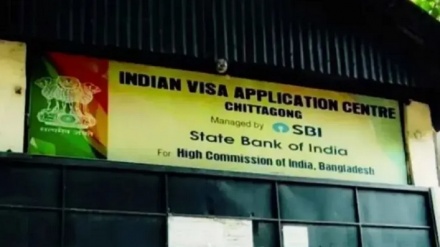 INDIAN VISA APPLICATION CENTRE
CHITTAGONG
Managed by SBI
State Bank of India
For High Commission of India, Bangladesh